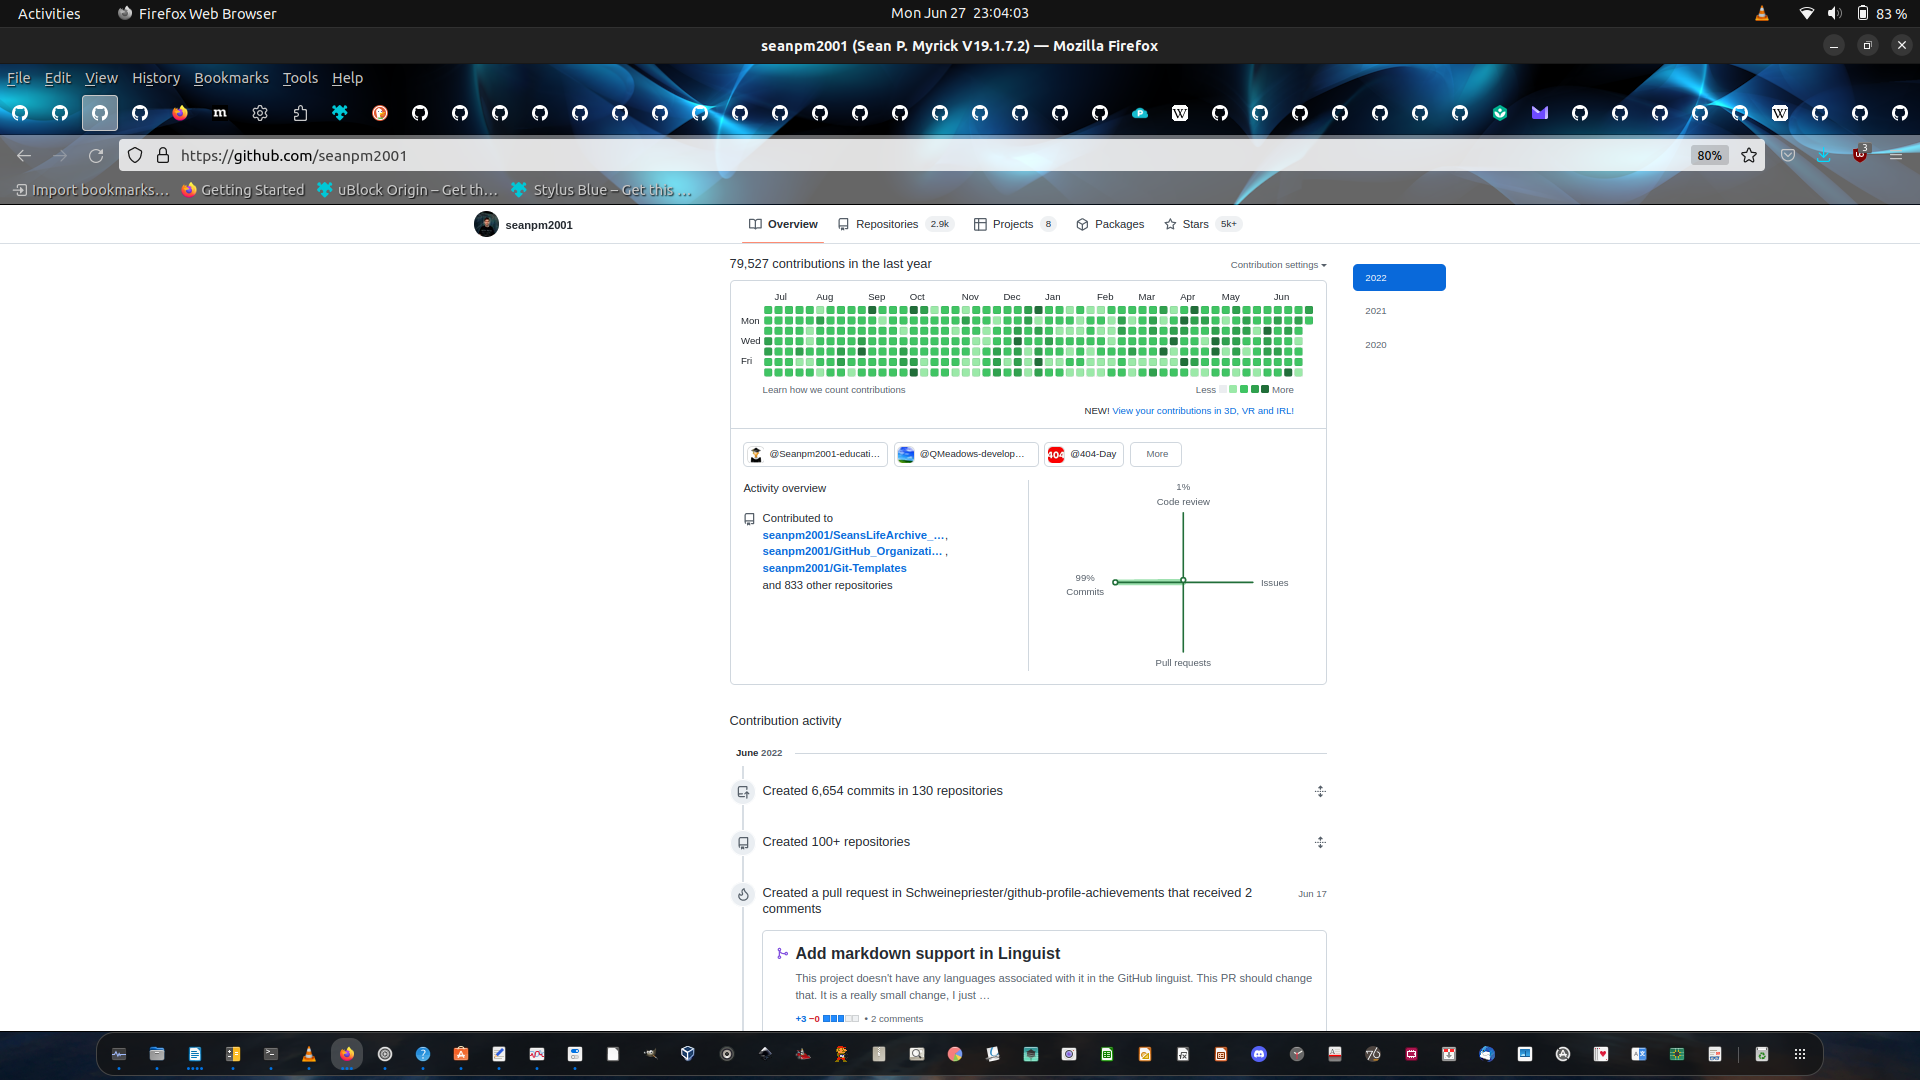 Activities
Firefox Web Browser
Mon Jun 27 23:04:03
83 %
seanpm2001 (Sean P. Myrick V19.1.7.2) — Mozilla Firefox
File Edit View History Bookmarks Tools Help
https://github.com/seanpm2001
80%
3
Import bookmarks…
Getting Started
uBlock Origin – Get th…
Stylus Blue – Get this …
seanpm2001
Overview
Repositories 2.9k
Projects 8
Packages
Stars 5k+
79,527 contributions in the last year
Contribution settings
2022
2021
2020
Jul Aug Sep Oct Nov Dec Jan Feb Mar Apr May Jun
Mon
Wed
Fri
Learn how we count contributions
Less
More
NEW! View your contributions in 3D, VR and IRL!
@Seanpm2001-educati…
@QMeadows-develop…
404 @404-Day
More
Activity overview
1%
Code review
Contributed to
seanpm2001/SeansLifeArchive_…,
seanpm2001/GitHub_Organizati… ,
seanpm2001/Git-Templates
and 833 other repositories
99%
Commits
Issues
Pull requests
Contribution activity
June 2022
Created 6,654 commits in 130 repositories
Created 100+ repositories
Created a pull request in Schweinepriester/github-profile-achievements that received 2
comments
Jun 17
Add markdown support in Linguist
This project doesn't have any languages associated with it in the GitHub linguist. This PR should change
that. It is a really small change, I just …
+3 −0
• 2 comments